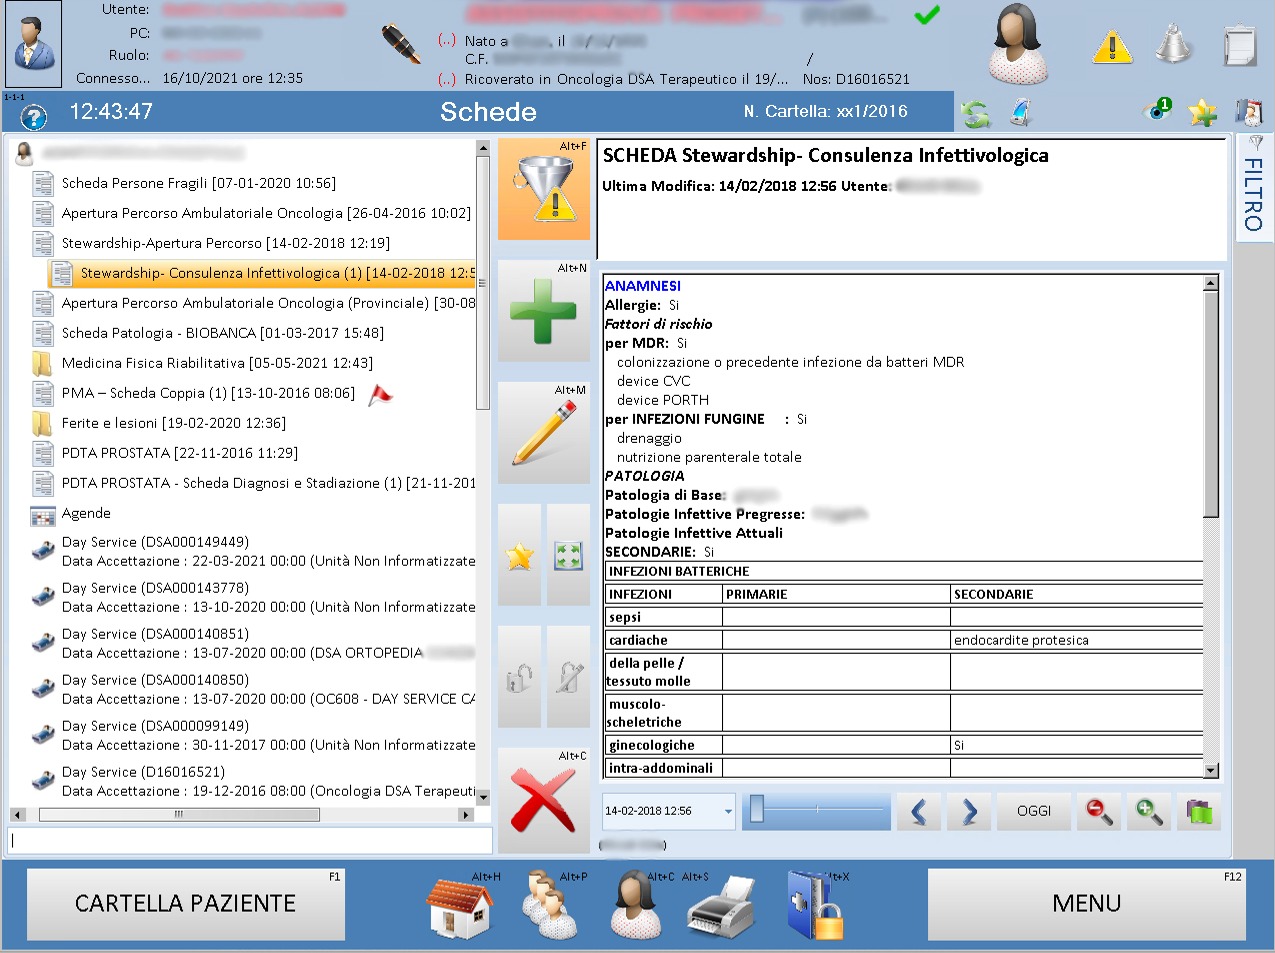 Utente:
PC:
Ruolo:
Connesso... 16/10/2021 ore 12:35
(..) Nato a , il
C.F. /
(..) Ricoverato in Oncologia DSA Terapeutico il 19/... Nos: D16016521
1-1-1
12:43:47
Schede
N. Cartella: xx1/2016
1
Scheda Persone Fragili [07-01-2020 10:56]
Apertura Percorso Ambulatoriale Oncologia [26-04-2016 10:02]
Stewardship-Apertura Percorso [14-02-2018 12:19]
Stewardship- Consulenza Infettivologica (1) [14-02-2018 12:5
Apertura Percorso Ambulatoriale Oncologia (Provinciale) [30-08
Scheda Patologia - BIOBANCA [01-03-2017 15:48]
Medicina Fisica Riabilitativa [05-05-2021 12:43]
PMA – Scheda Coppia (1) [13-10-2016 08:06]
Ferite e lesioni [19-02-2020 12:36]
PDTA PROSTATA [22-11-2016 11:29]
PDTA PROSTATA - Scheda Diagnosi e Stadiazione (1) [21-11-201
Agende
Day Service (DSA000149449)
Data Accettazione : 22-03-2021 00:00 (Unità Non Informatizzate
Day Service (DSA000143778)
Data Accettazione : 13-10-2020 00:00 (Unità Non Informatizzate
Day Service (DSA000140851)
Data Accettazione : 13-07-2020 00:00 (DSA ORTOPEDIA
Day Service (DSA000140850)
Data Accettazione : 13-07-2020 00:00 (OC608 - DAY SERVICE CA
Day Service (DSA000099149)
Data Accettazione : 30-11-2017 00:00 (Unità Non Informatizzate
Day Service (D16016521)
Data Accettazione : 19-12-2016 08:00 (Oncologia DSA Terapeuti
Alt+F
Alt+N
Alt+M
Alt+C
SCHEDA Stewardship- Consulenza Infettivologica
Ultima Modifica: 14/02/2018 12:56 Utente:
FILTRO
ANAMNESI
Allergie: Si
Fattori di rischio
per MDR: Si
colonizzazione o precedente infezione da batteri MDR
device CVC
device PORTH
per INFEZIONI FUNGINE : Si
drenaggio
nutrizione parenterale totale
PATOLOGIA
Patologia di Base:
Patologie Infettive Pregresse:
Patologie Infettive Attuali
SECONDARIE: Si
INFEZIONI BATTERICHE
INFEZIONI PRIMARIE SECONDARIE
sepsi
cardiache endocardite protesica
della pelle /
tessuto molle
muscolo-
scheletriche
ginecologiche Si
intra-addominali
14-02-2018 12:56
OGGI
CARTELLA PAZIENTE F1
Alt+H
Alt+P
Alt+C
Alt+S
Alt+X
MENU F12